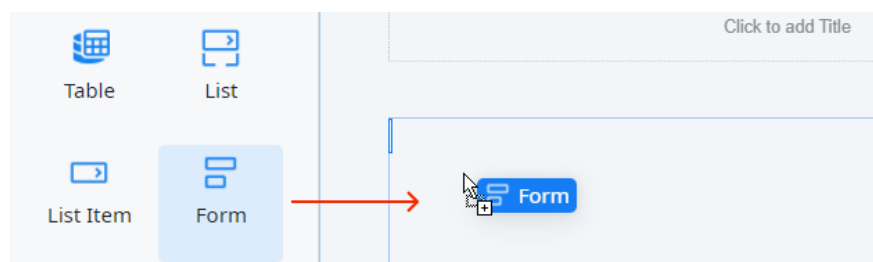 Click to add Title
Table
List
List Item
Form
Form